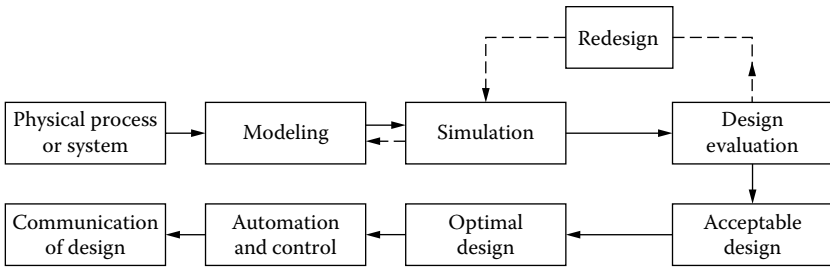 Redesign
Physical process
or system
Modeling
Simulation
Design
evaluation
Communication
of design
Automation
and control
Optimal
design
Acceptable
design